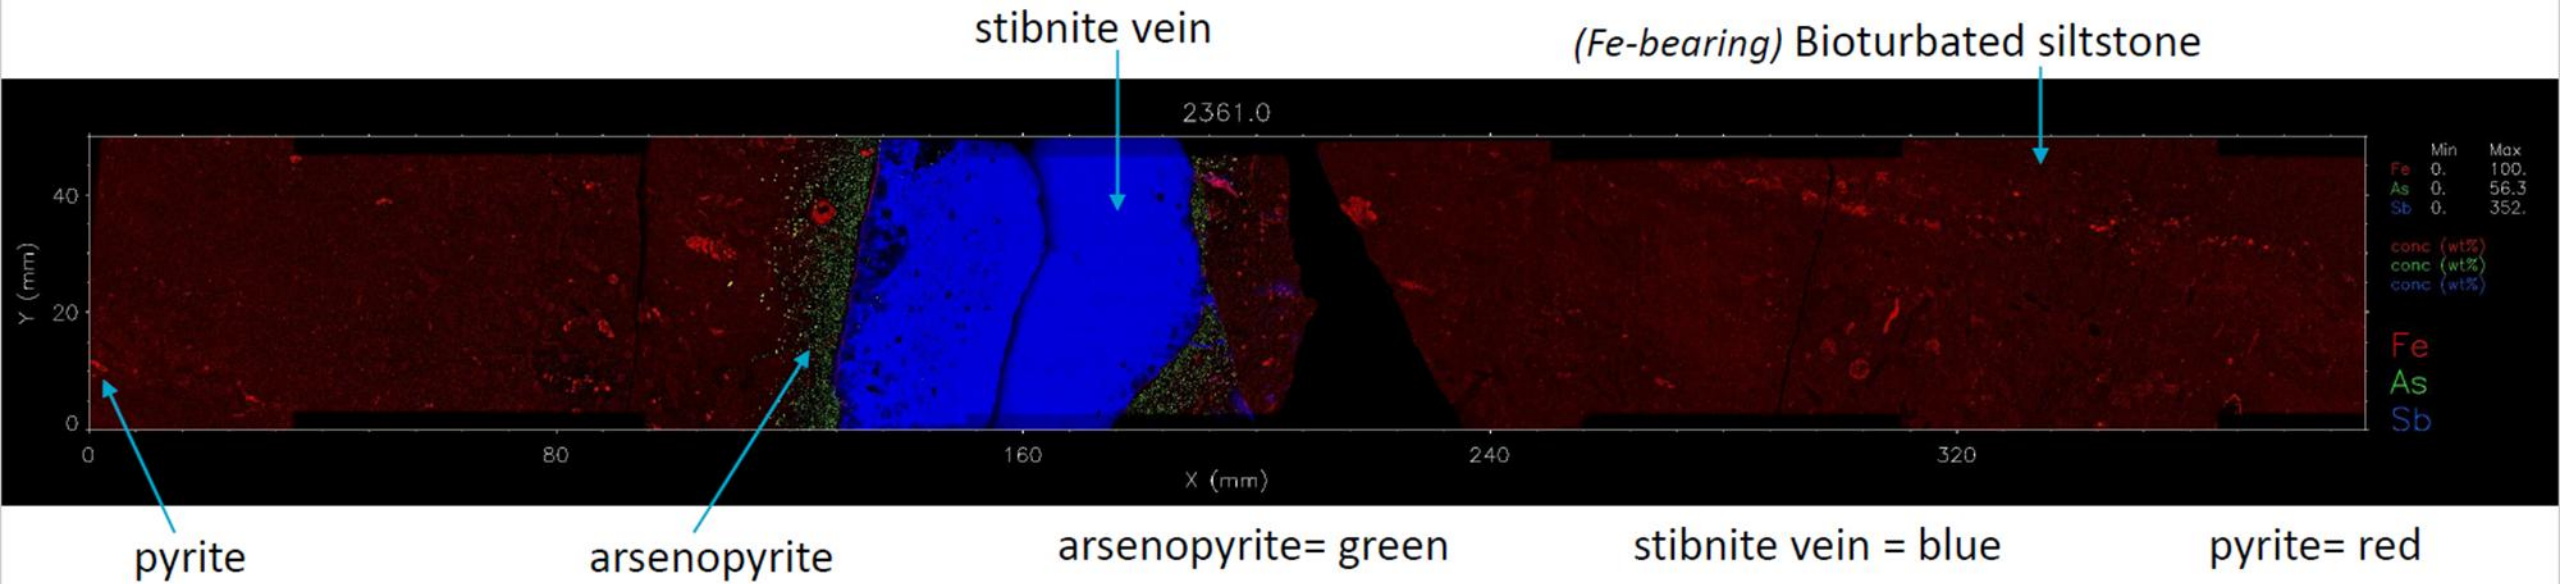 stibnite vein
(Fe-bearing) Bioturbated siltstone
2361.0
Min Max
Fe 0. 100.
As 0. 56.3
Sb 0. 352.
conc (wt%)
conc (wt%)
conc (wt%)
Fe
As
Sb
Y (mm)
40
20
0
0 80 160 240 320
X (mm)
pyrite
arsenopyrite
arsenopyrite= green
stibnite vein = blue
pyrite= red